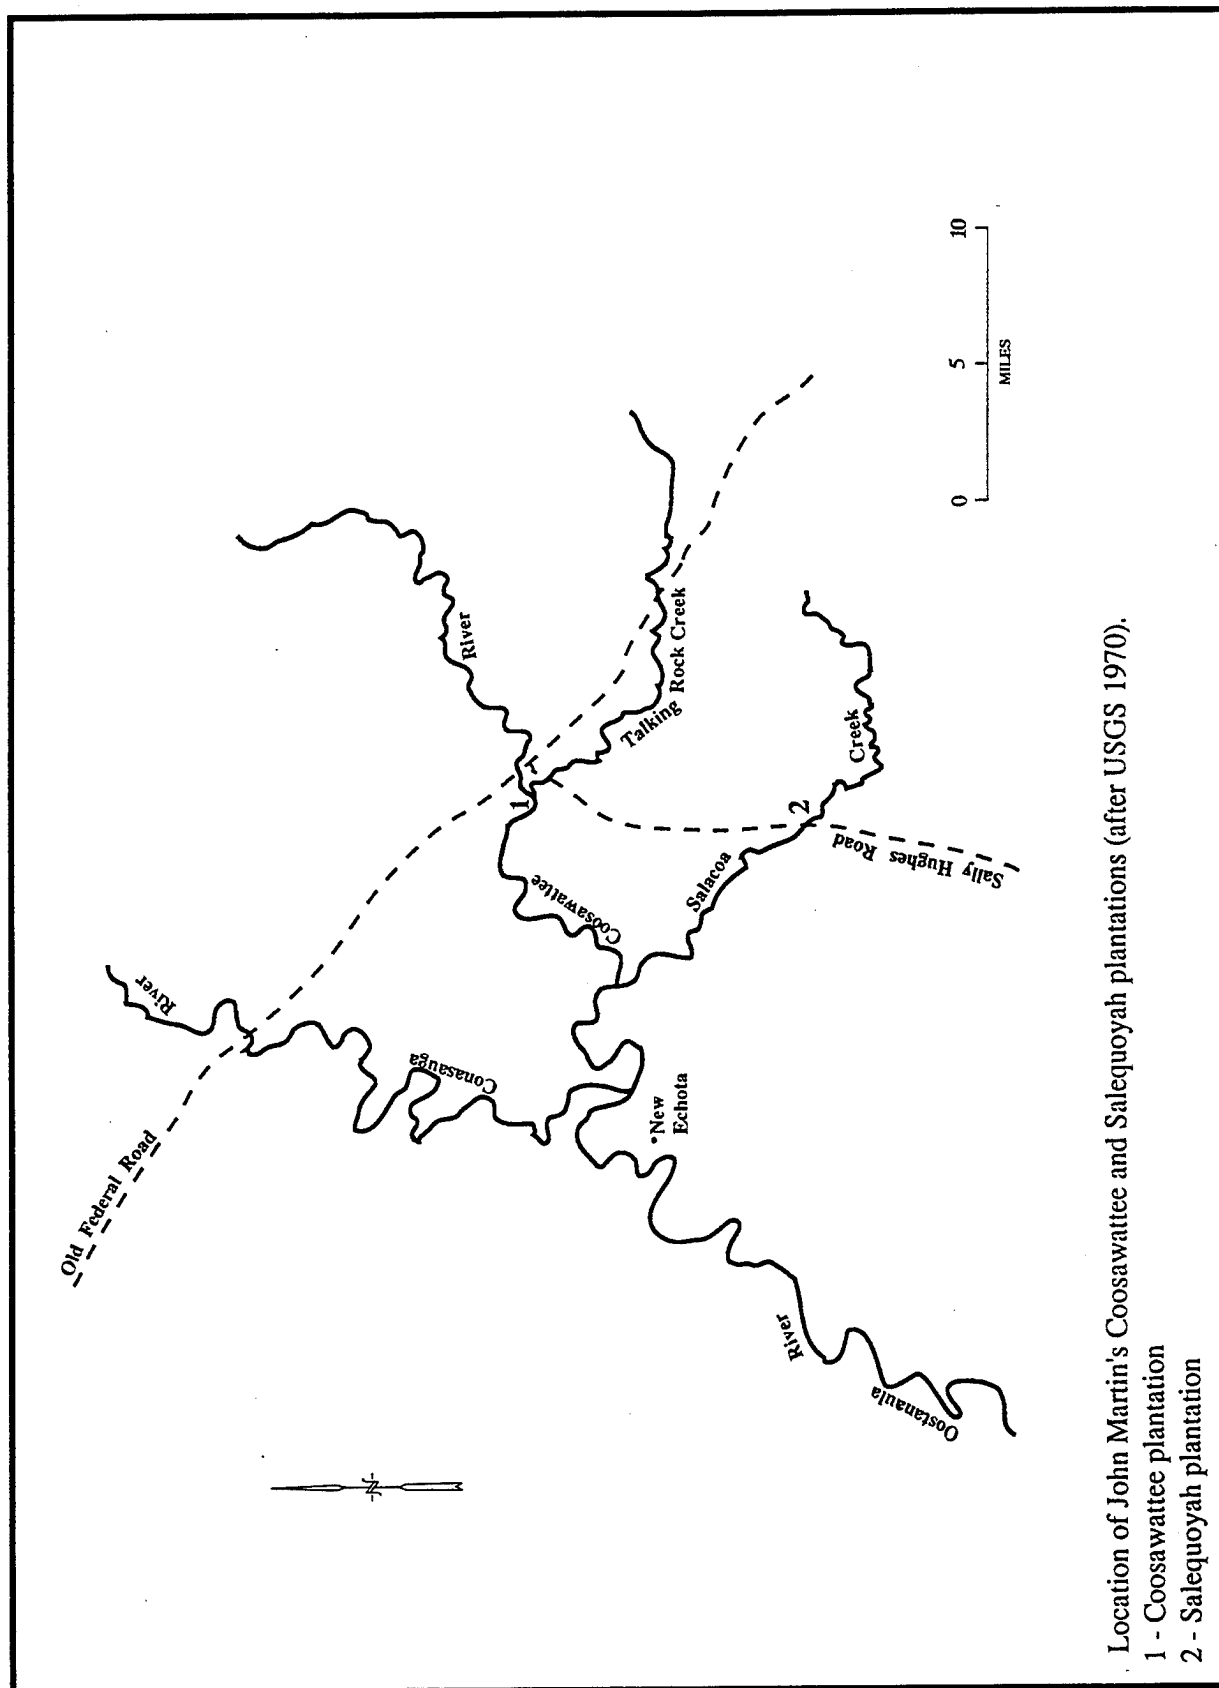 Old Federal Road
River
Conasauga
River
Coosawattee
1
Talking Rock Creek
•New
Echota
Salacoa
Creek
2
Sally Hughes Road
River
Oostanaula
N
0 5 10
MILES
Location of John Martin's Coosawattee and Salequoyah plantations (after USGS 1970).
1 - Coosawattee plantation
2 - Salequoyah plantation